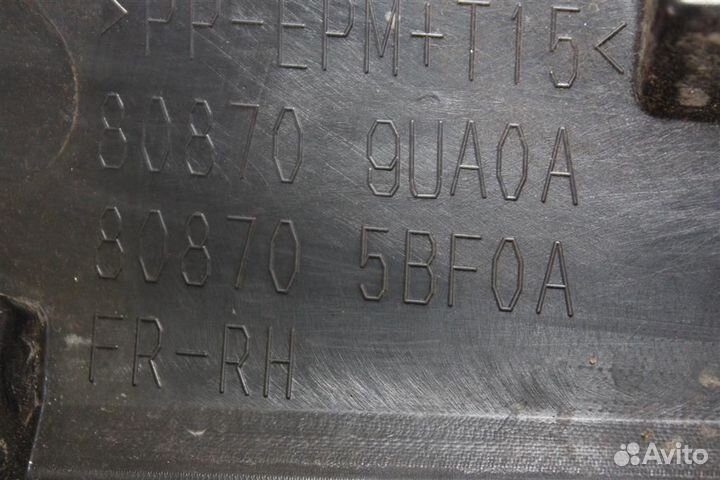 >PP-EPM+T15<
80870 9UA0A
80870 5BF0A
FR-RH
Avito